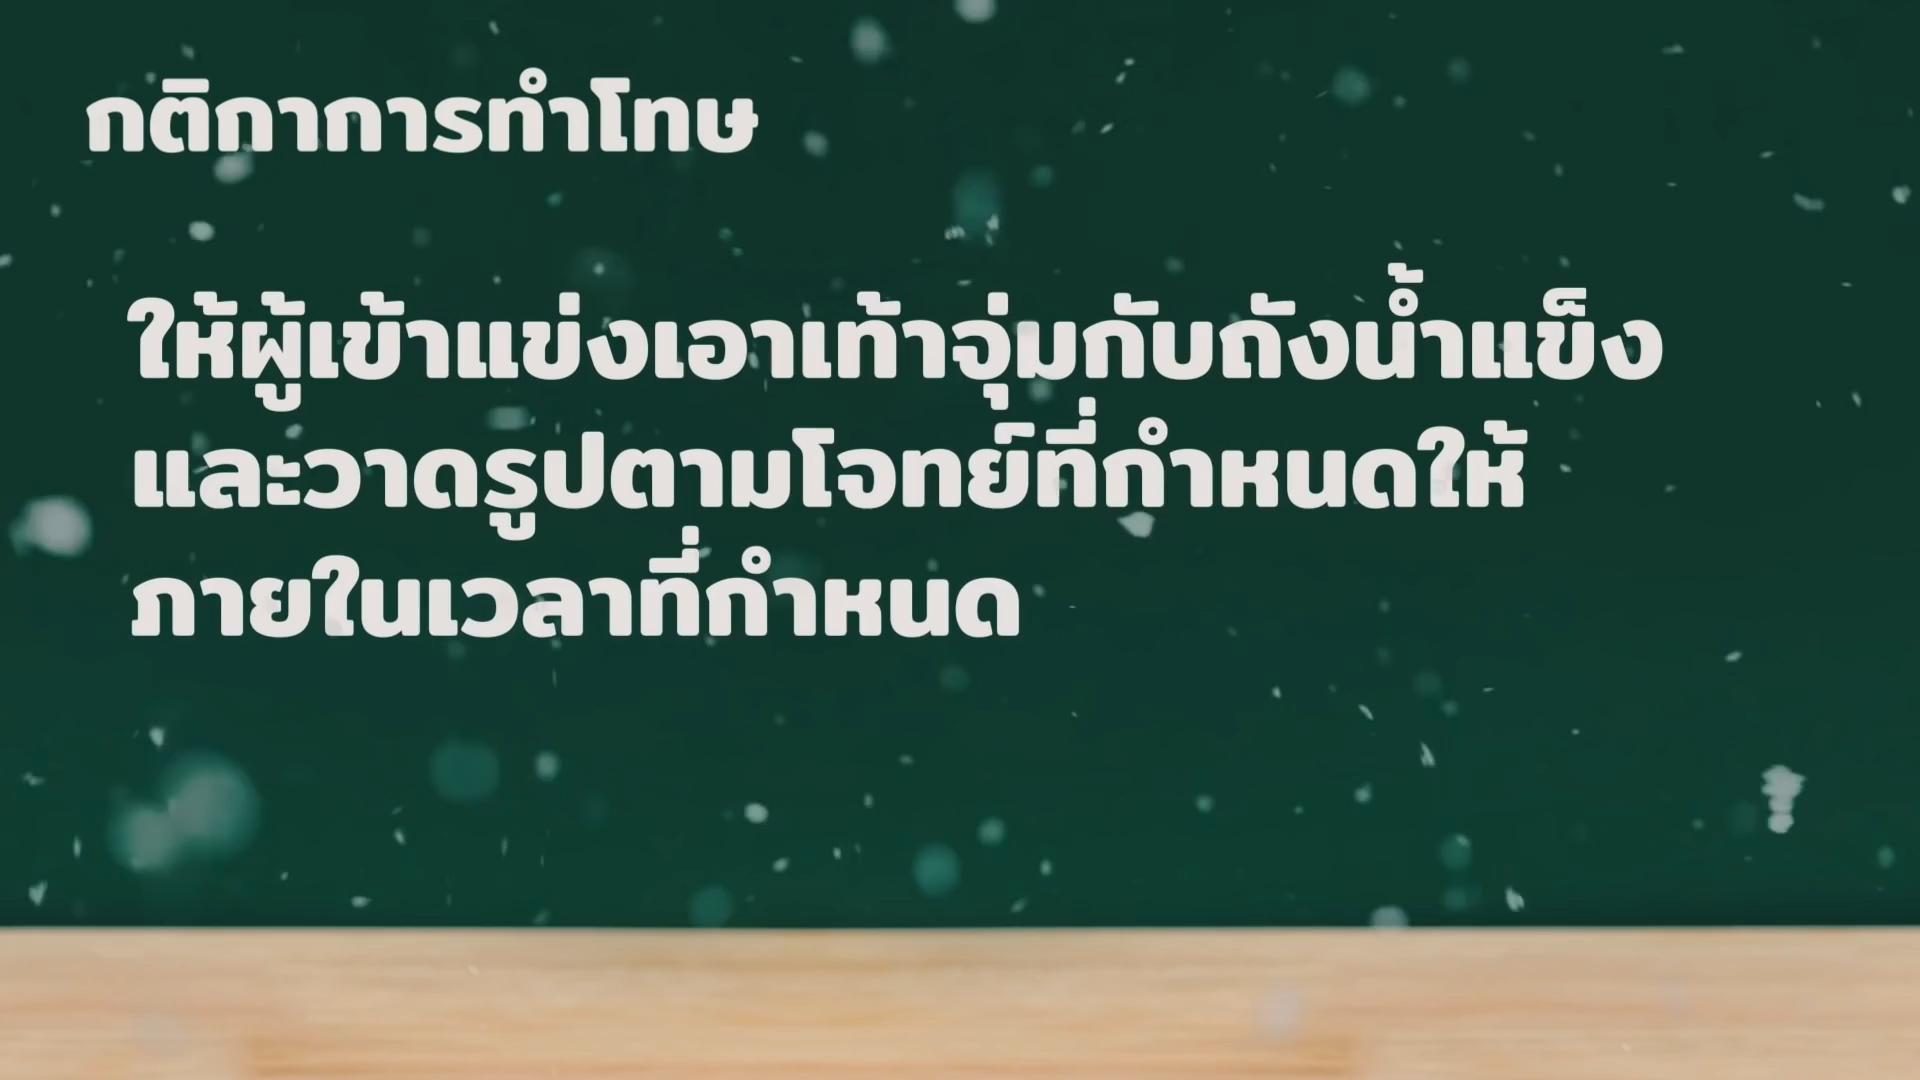 กติกาการทำโทษ
ให้ผู้เข้าแข่งเอาเท้าจุ่มกับถังน้ำแข็ง
และวาดรูปตามโจทย์ที่กำหนดให้
ภายในเวลาที่กำหนด